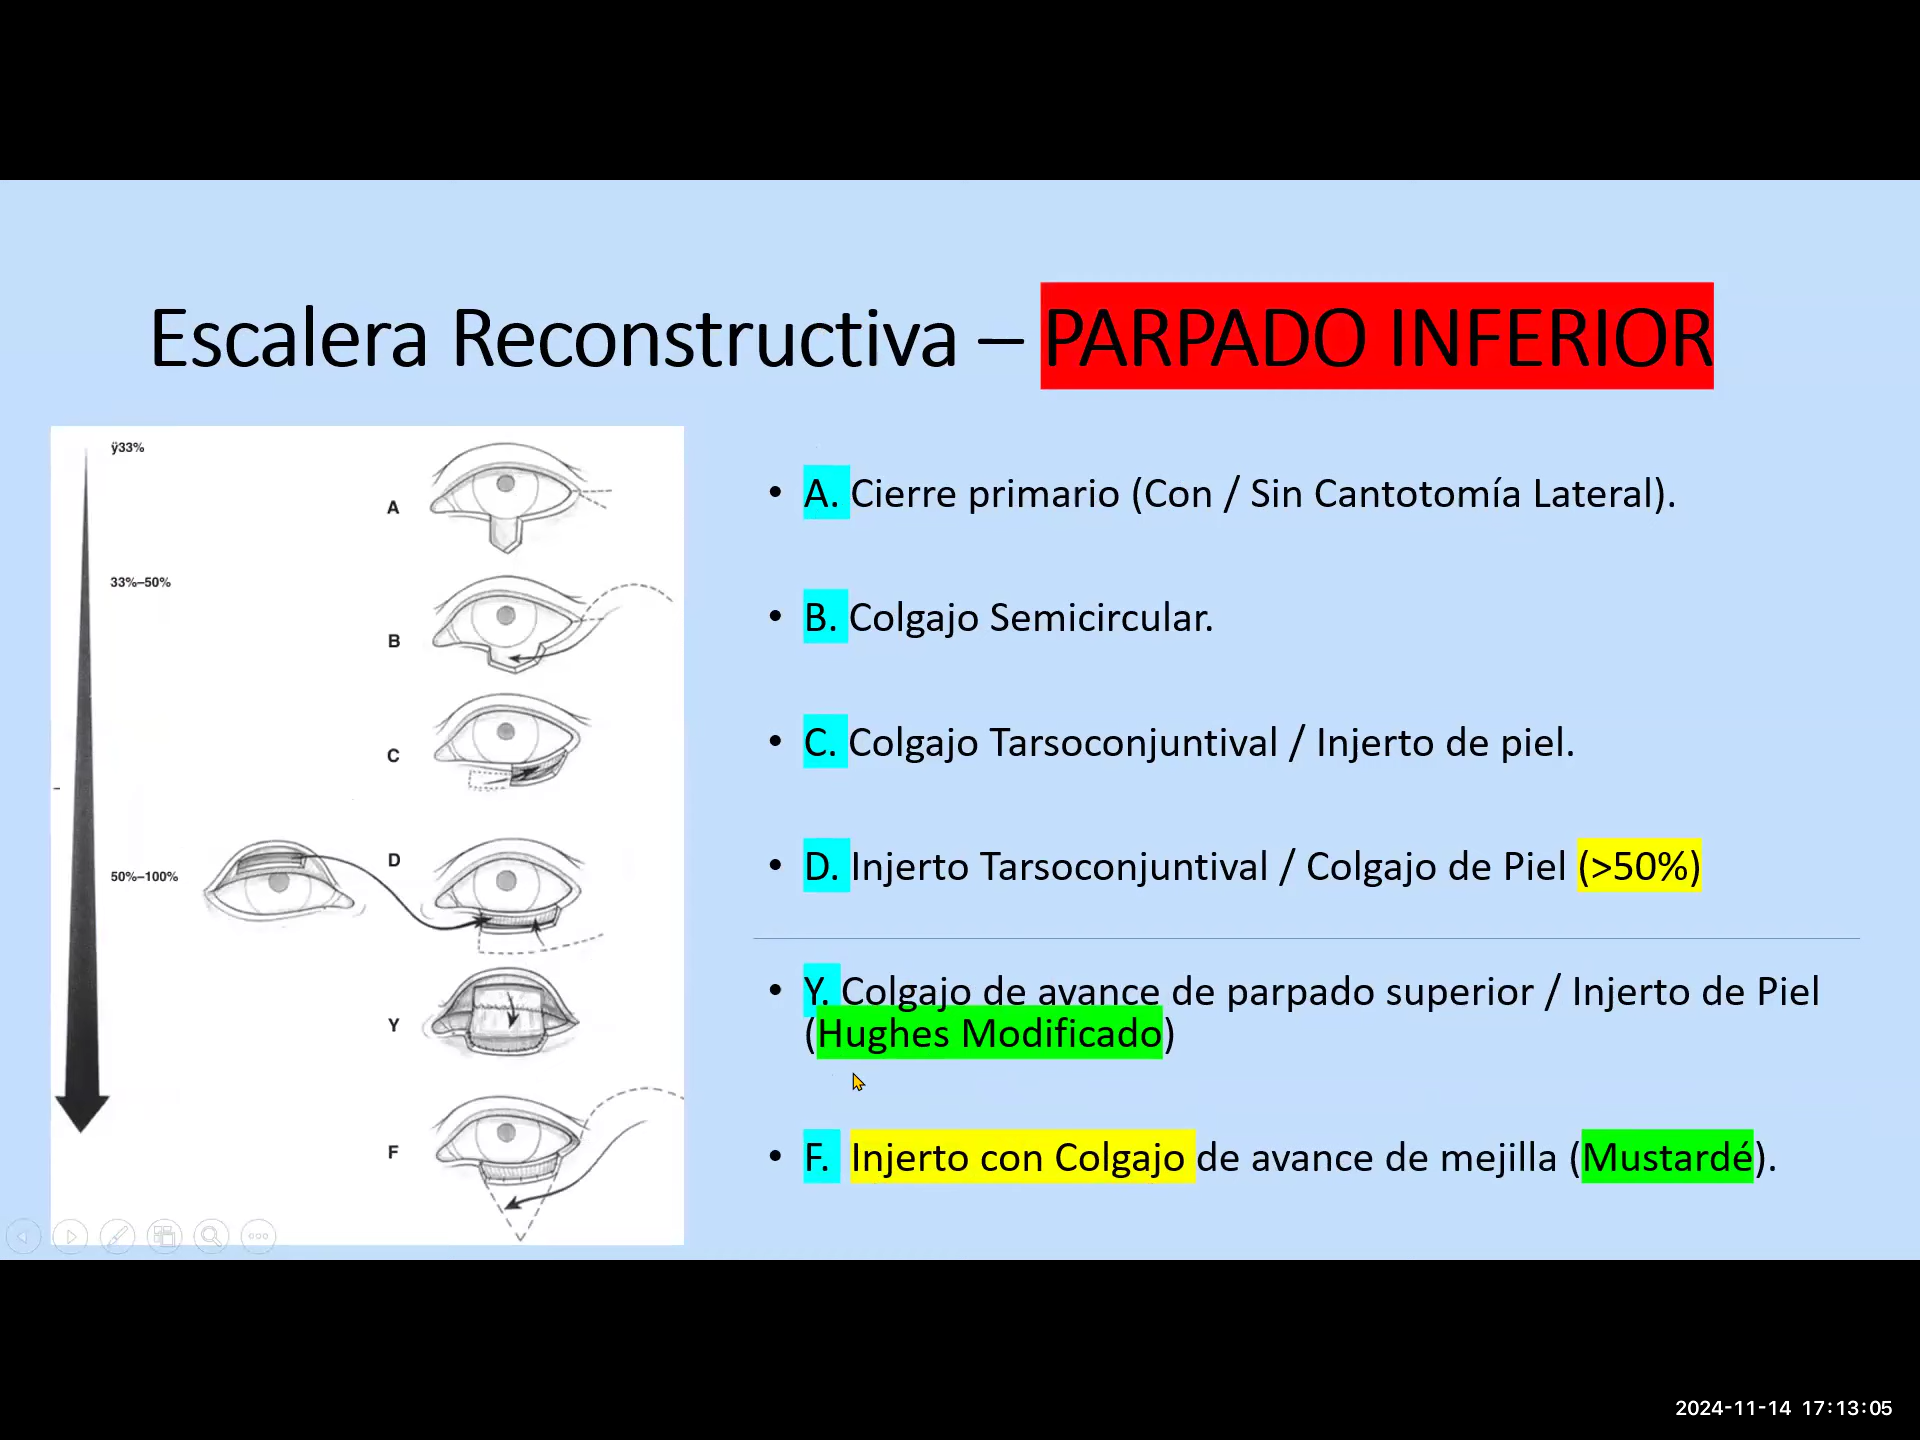 Escalera Reconstructiva – PARPADO INFERIOR
ÿ33%
A
33%–50%
B
C
D
50%–100%
Y
F
• A. Cierre primario (Con / Sin Cantotomía Lateral).
• B. Colgajo Semicircular.
• C. Colgajo Tarsoconjuntival / Injerto de piel.
• D. Injerto Tarsoconjuntival / Colgajo de Piel (>50%)
• Y. Colgajo de avance de parpado superior / Injerto de Piel
(Hughes Modificado)
• F. Injerto con Colgajo de avance de mejilla (Mustardé).
2024-11-14 17:13:05